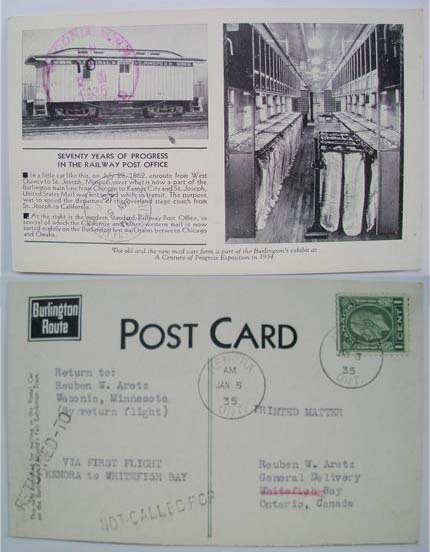 SEVENTY YEARS OF PROGRESS
IN THE RAILWAY POST OFFICE
In a little car like this, on July 28, 1862, enroute from West
Quincy to St. Joseph, Missouri, over what is now a part of the
Burlington main line from Chicago to Kansas City and St. Joseph,
United States Mail was first sorted while in transit. The purpose
was to speed the departure of the overland stage coach from
St. Joseph to California.
At the right is the modern standard Railway Post Office, in
several of which the California and other western mail is now
sorted nightly on the Burlington fast mail trains between Chicago
and Omaha.
The old and the new mail cars form a part of the Burlington's exhibit at
A Century of Progress Exposition in 1934
Burlington
Route
POST CARD
1 CENT 1
KENORA
AM
JAN 5
35
ONT.
JAN 5
35
ONT.
Return to:
Reuben W. Aretz
Waconia, Minnesota
(By return flight)
PRINTED MATTER
RETURNED-TO
VIA FIRST FLIGHT
KENORA to WHITEFISH BAY
NOT CALLED FOR
Reuben W. Aretz
General Delivery
Whitefish Bay
Ontario, Canada